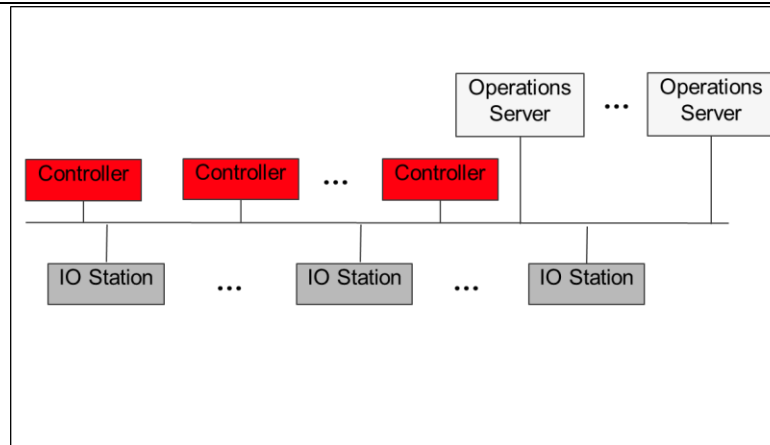 Operations
Server
...
Operations
Server
Controller
Controller
...
Controller
IO Station
...
IO Station
...
IO Station